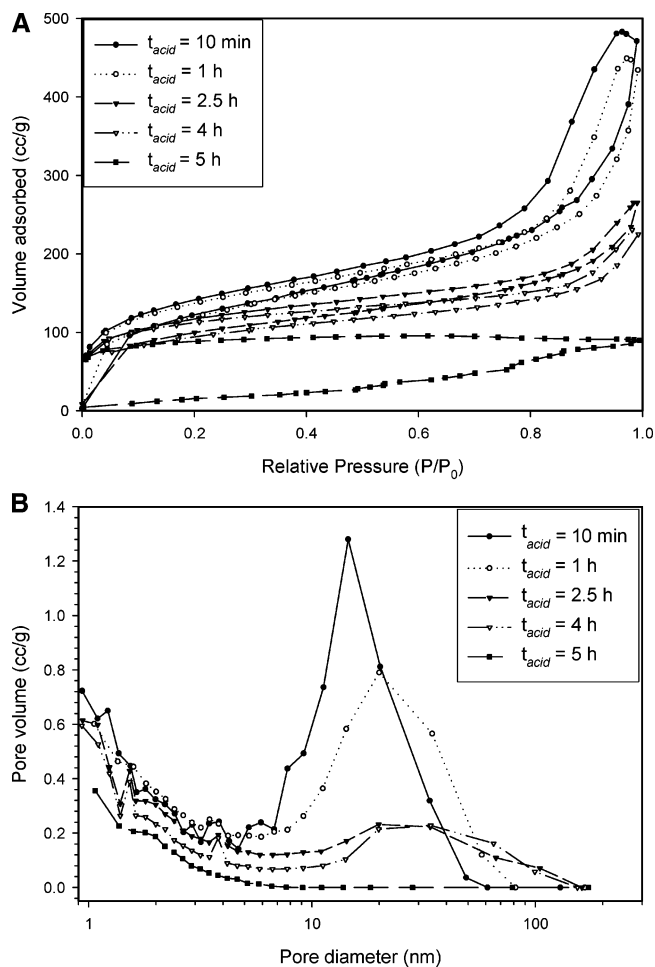 A
500
400
300
200
100
0
Volume adsorbed (cc/g)
t_acid = 10 min
t_acid = 1 h
t_acid = 2.5 h
t_acid = 4 h
t_acid = 5 h
0.0 0.2 0.4 0.6 0.8 1.0
Relative Pressure (P/P₀)
B
1.4
1.2
1.0
0.8
0.6
0.4
0.2
0.0
Pore volume (cc/g)
t_acid = 10 min
t_acid = 1 h
t_acid = 2.5 h
t_acid = 4 h
t_acid = 5 h
1 10 100
Pore diameter (nm)